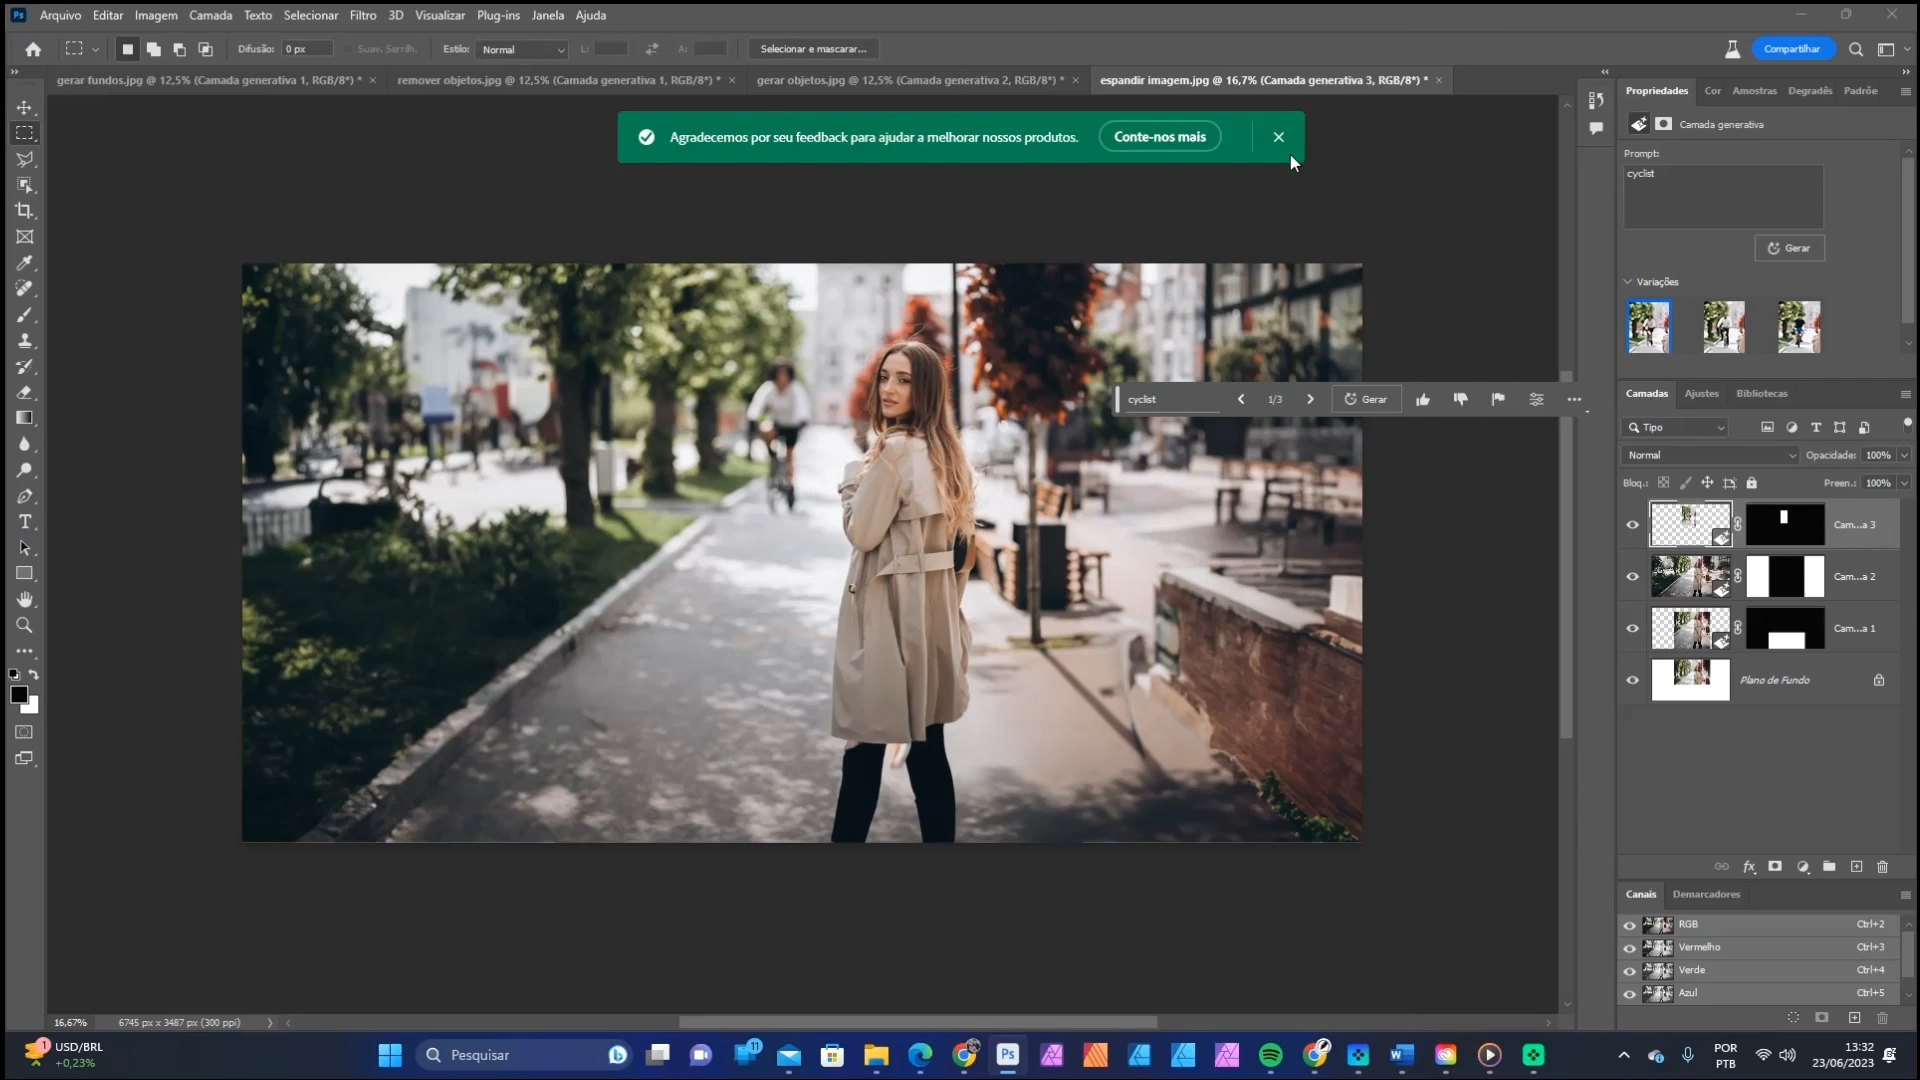 Ps Arquivo Editar Imagem Camada Texto Selecionar Filtro 3D Visualizar Plug-ins Janela Ajuda
Difusão: 0 px Suav. Serrilh. Estilo: Normal L: A: Selecionar e mascarar... Compartilhar
gerar fundos.jpg @ 12,5% (Camada generativa 1, RGB/8*) * remover objetos.jpg @ 12,5% (Camada generativa 1, RGB/8*) * gerar objetos.jpg @ 12,5% (Camada generativa 2, RGB/8*) * espandir imagem.jpg @ 16,7% (Camada generativa 3, RGB/8*) *
Agradecemos por seu feedback para ajudar a melhorar nossos produtos. Conte-nos mais
cyclist 1/3 Gerar
Propriedades Cor Amostras Degradês Padrõe
Camada generativa
Prompt:
cyclist
Gerar
Variações
Camadas Ajustes Bibliotecas
Tipo
Normal Opacidade: 100%
Bloq.: Preen.: 100%
Cam...a 3
Cam...a 2
Cam...a 1
Plano de Fundo
fx
Canais Demarcadores
RGB Ctrl+2
Vermelho Ctrl+3
Verde Ctrl+4
Azul Ctrl+5
16,67% 6745 px x 3487 px (300 ppi)
1 USD/BRL
+0,23%
Pesquisar
11
Ps
POR
PTB
13:32
23/06/2023